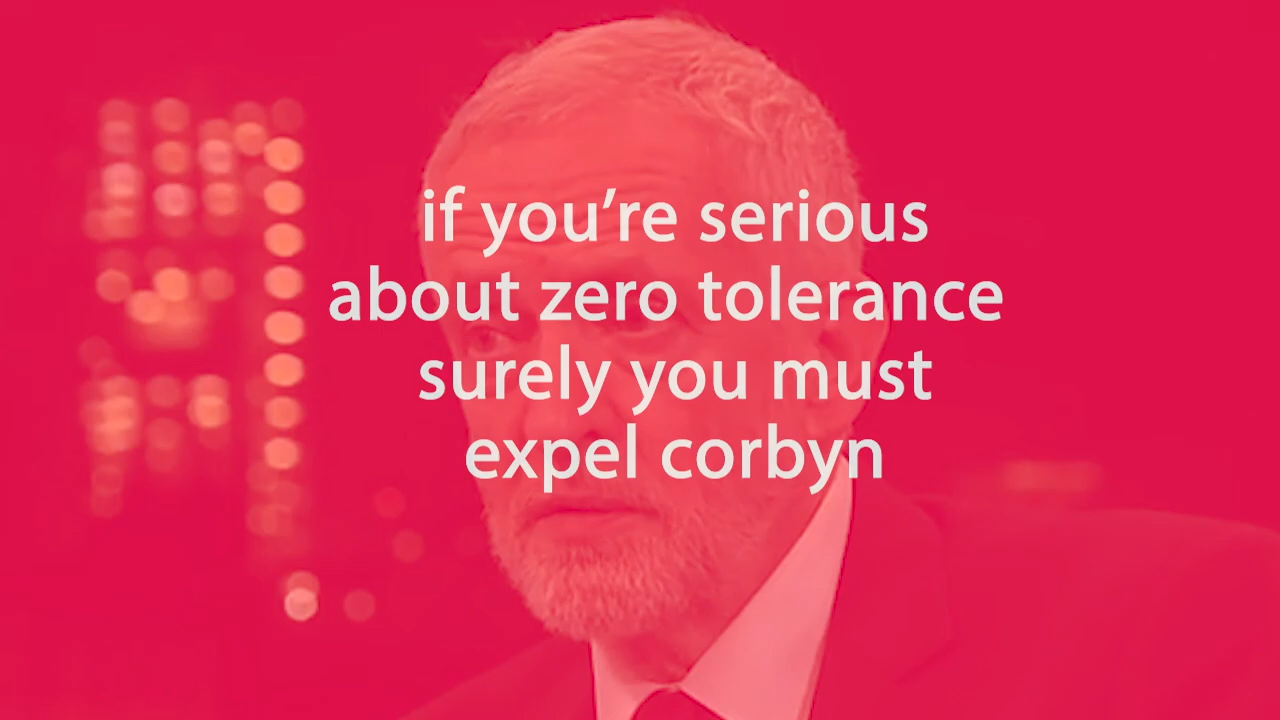 if you’re serious
about zero tolerance
surely you must
expel corbyn